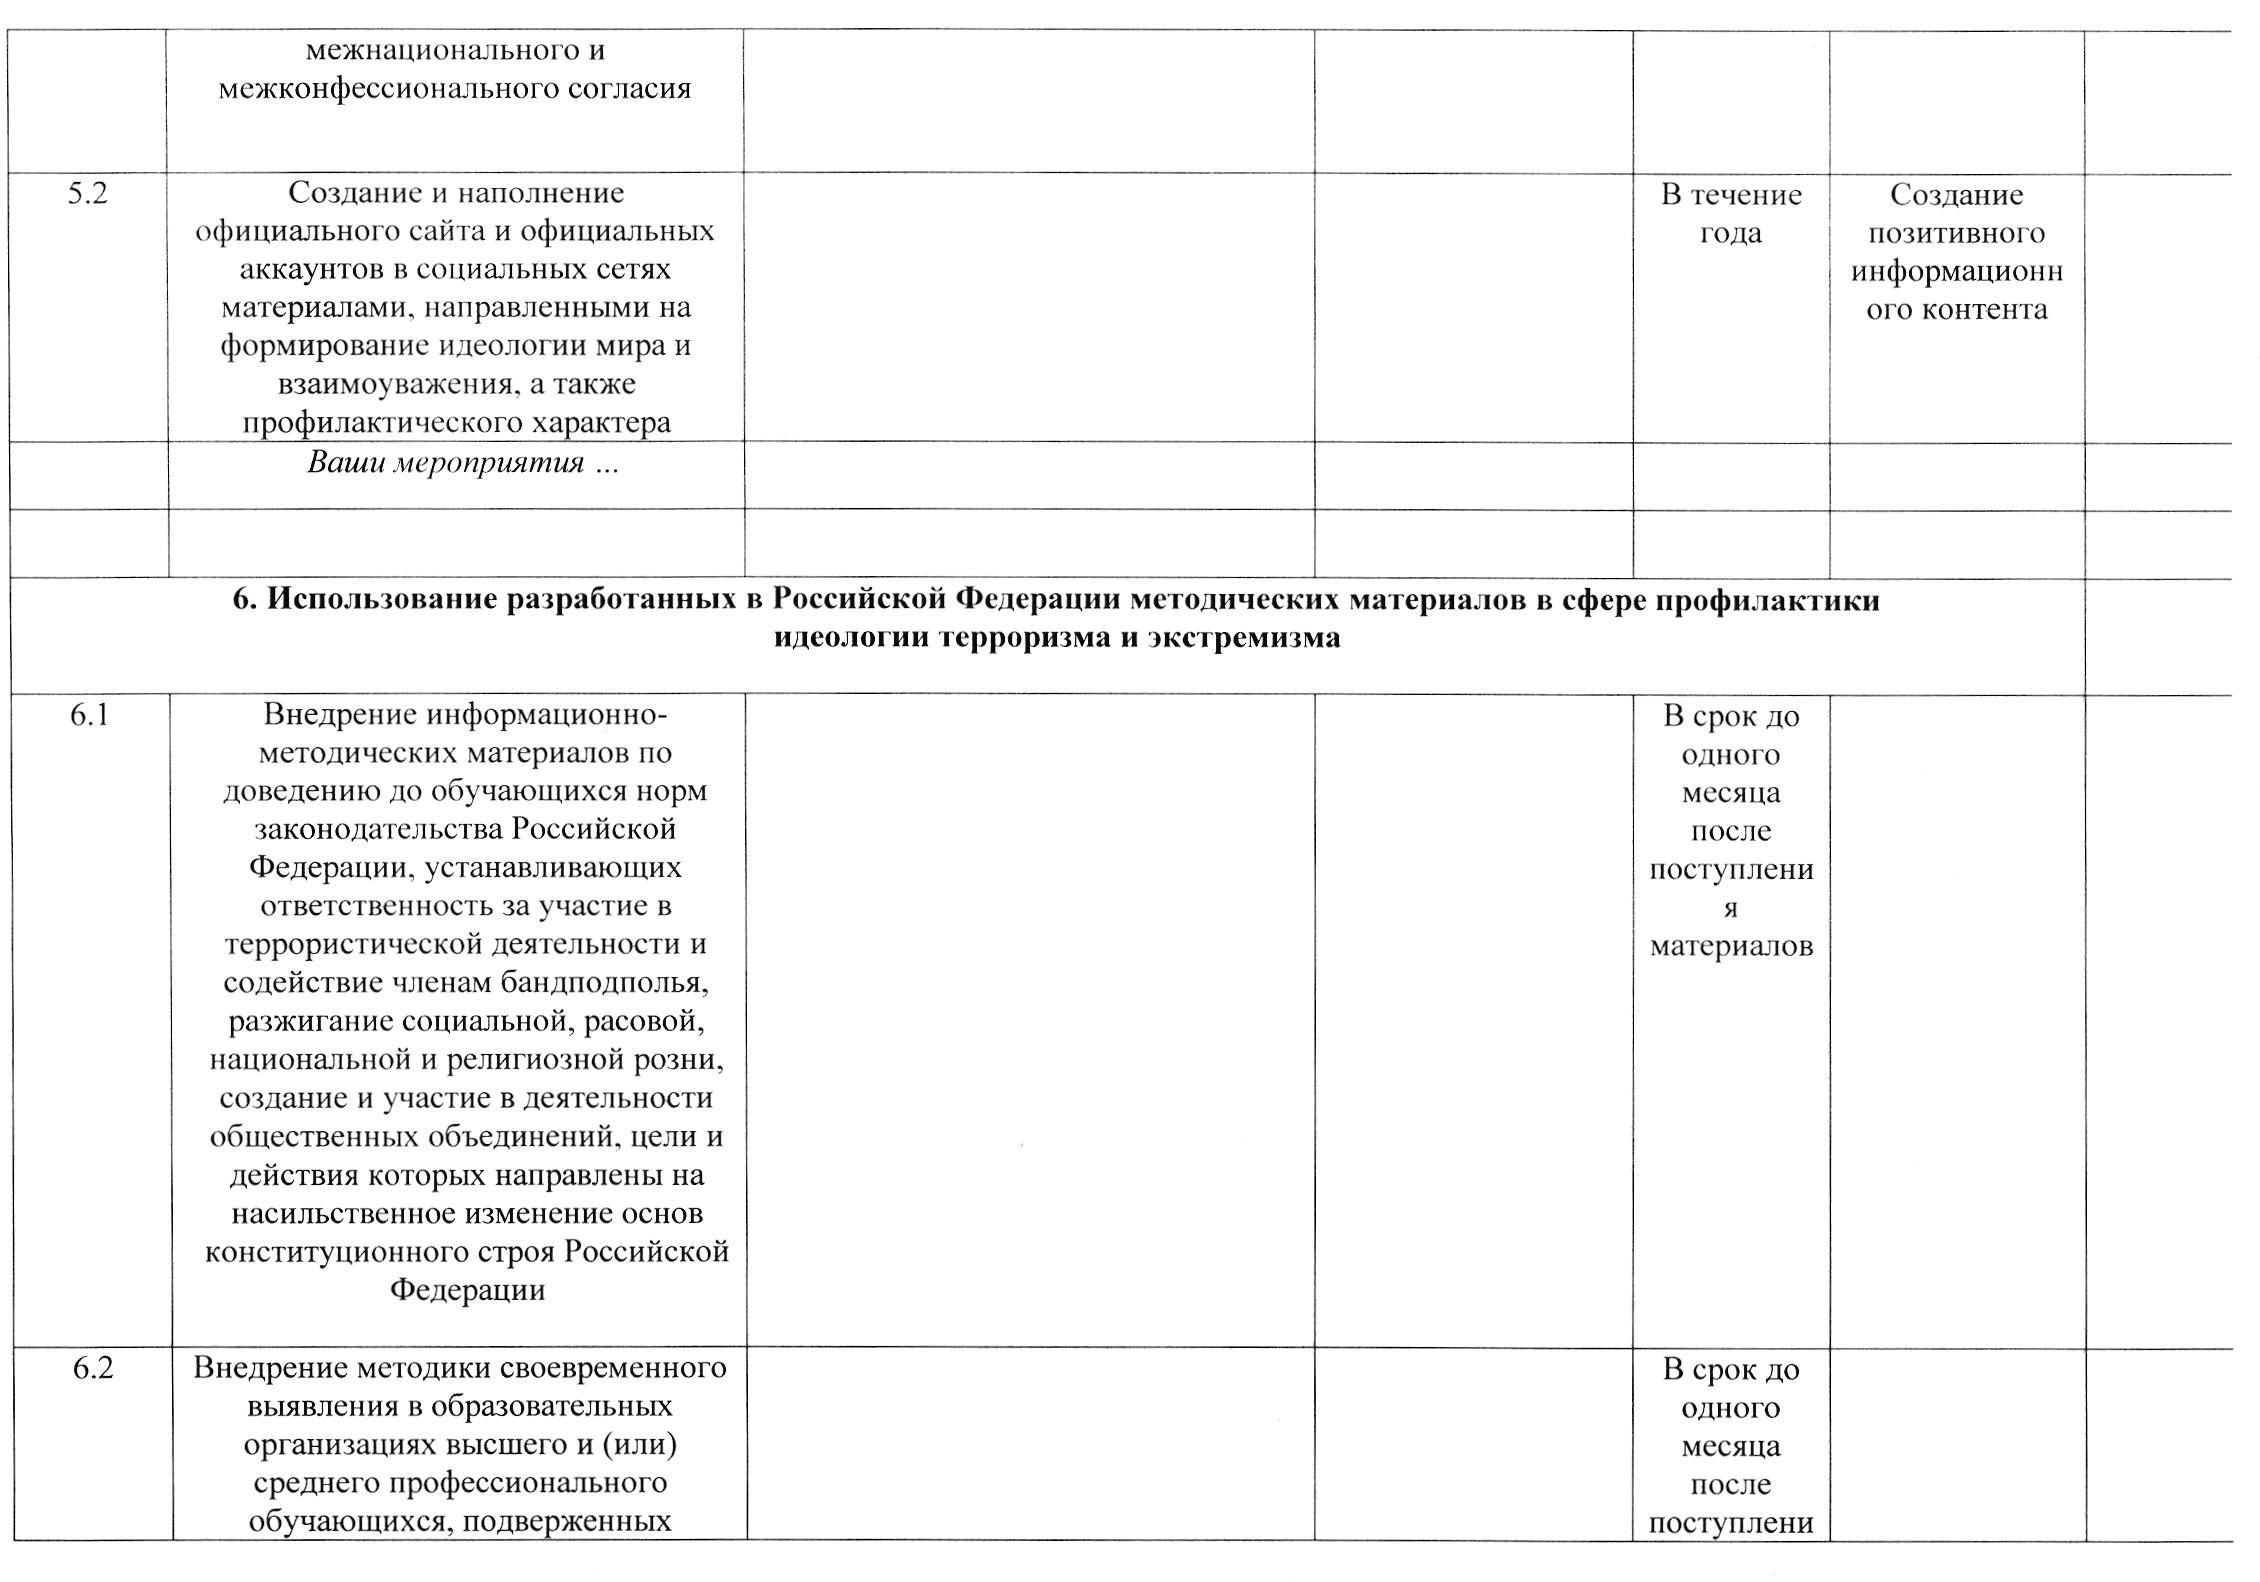 межнационального и
межконфессионального согласия
5.2
Создание и наполнение
официального сайта и официальных
аккаунтов в социальных сетях
материалами, направленными на
формирование идеологии мира и
взаимоуважения, а также
профилактического характера
В течение
года
Создание
позитивного
информационн
ого контента
Ваши мероприятия ...
6. Использование разработанных в Российской Федерации методических материалов в сфере профилактики
идеологии терроризма и экстремизма
6.1
Внедрение информационно-
методических материалов по
доведению до обучающихся норм
законодательства Российской
Федерации, устанавливающих
ответственность за участие в
террористической деятельности и
содействие членам бандподполья,
разжигание социальной, расовой,
национальной и религиозной розни,
создание и участие в деятельности
общественных объединений, цели и
действия которых направлены на
насильственное изменение основ
конституционного строя Российской
Федерации
В срок до
одного
месяца
после
поступлени
я
материалов
6.2
Внедрение методики своевременного
выявления в образовательных
организациях высшего и (или)
среднего профессионального
обучающихся, подверженных
В срок до
одного
месяца
после
поступлени